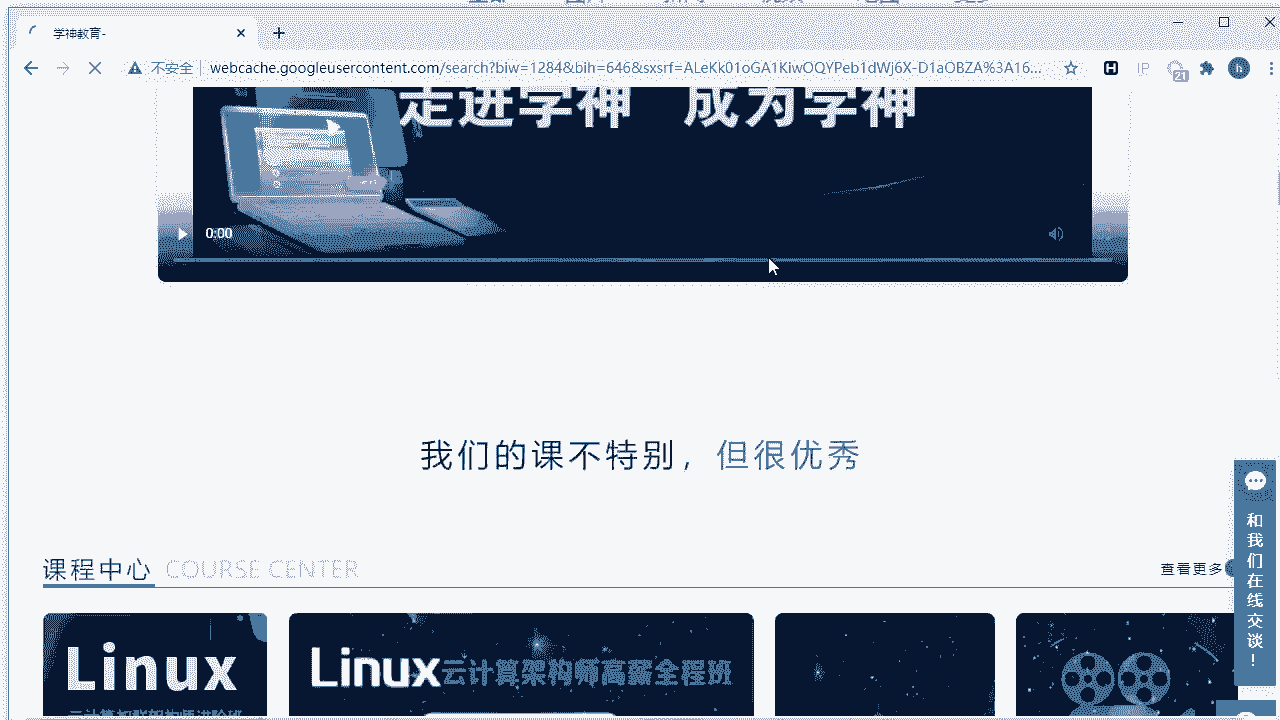 学神教育-
不安全
webcache.googleusercontent.com/search?biw=1284&bih=646&sxsrf=ALeKk01oGA1KiwOQYPeb1sWj6X-D1aOBZA%3A16...
IP
21
h
走进学神 成为学神
0:00
我们的课不特别，但很优秀
课程中心 COURSE CENTER
查看更多
和我们在线交谈！
Linux
Linux云计算架构师高薪全程班